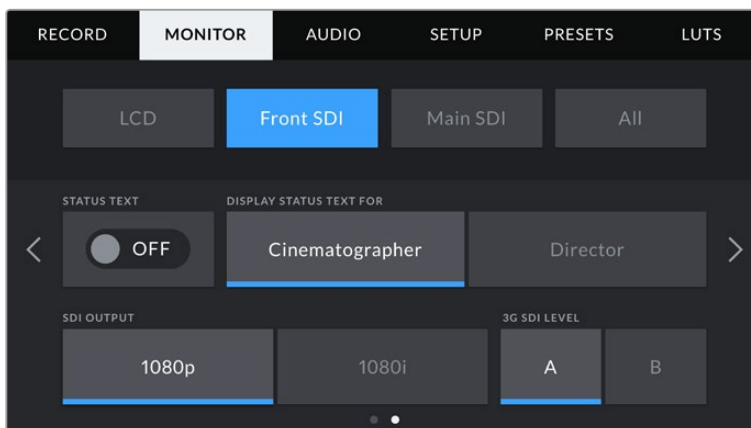 RECORD MONITOR AUDIO SETUP PRESETS LUTS
LCD Front SDI Main SDI All
STATUS TEXT DISPLAY STATUS TEXT FOR
OFF Cinematographer Director
SDI OUTPUT 3G SDI LEVEL
1080p 1080i A B